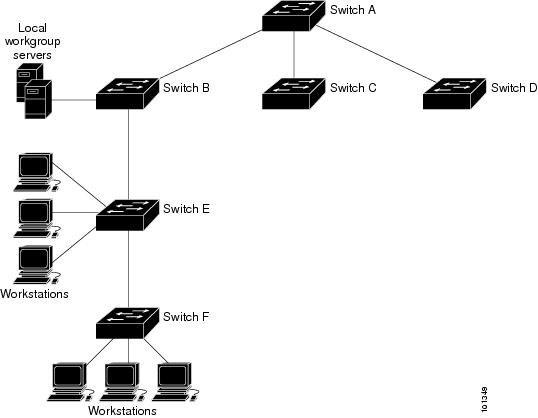 Switch A
Local
workgroup
servers
Switch B
Switch C
Switch D
Switch E
Workstations
Switch F
Workstations
101349